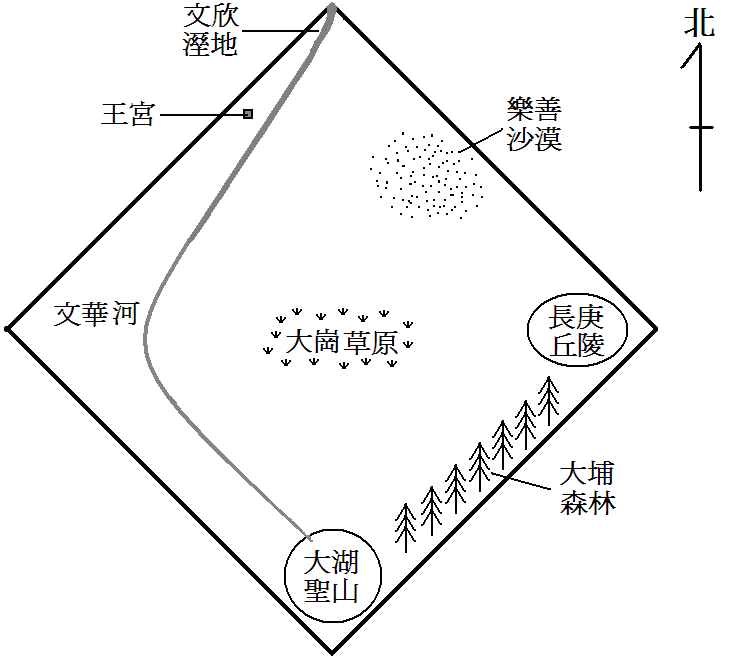 文欣
溼地
北
王宮
樂善
沙漠
文華河
大崗草原
長庚
丘陵
大埔
森林
大湖
聖山